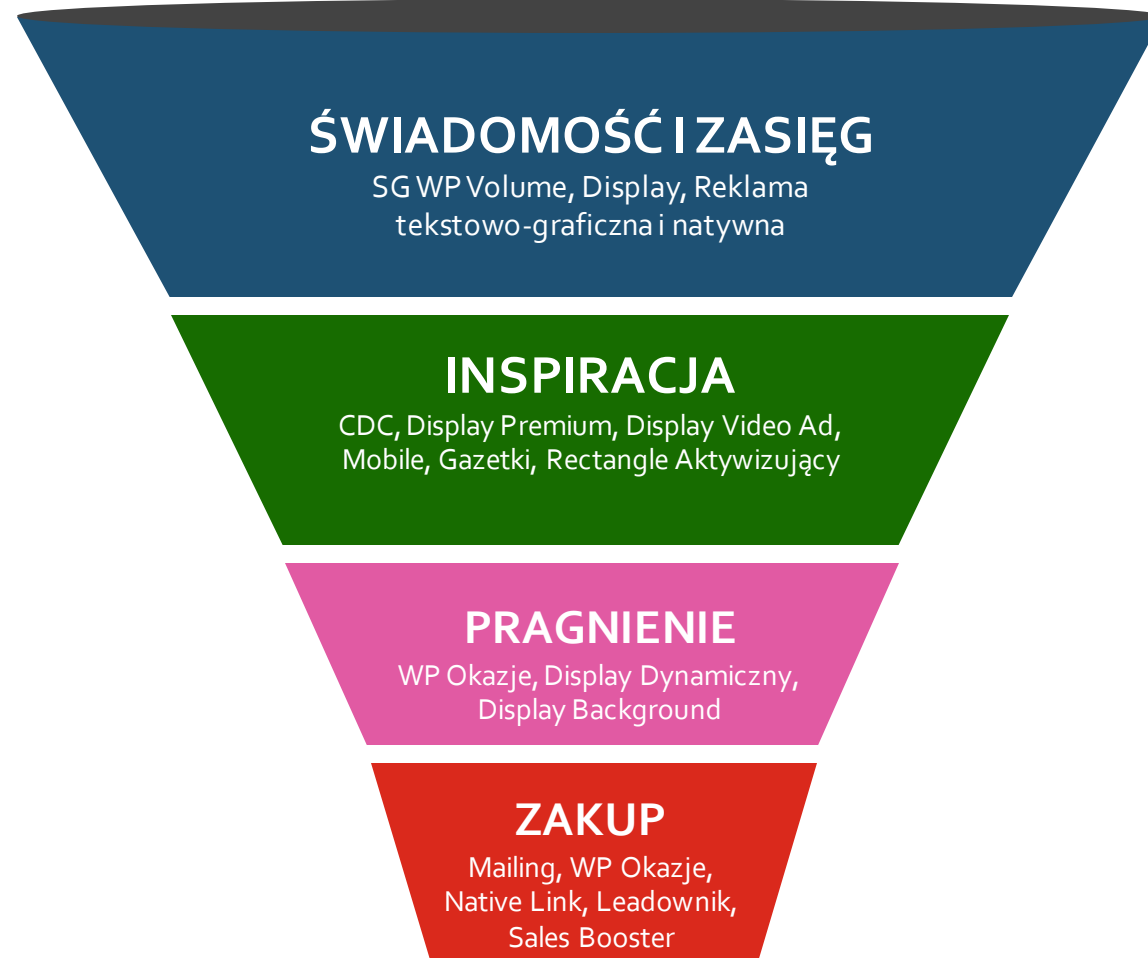 ŚWIADOMOŚĆ I ZASIĘG
SG WP Volume, Display, Reklama
tekstowo-graficzna i natywna
INSPIRACJA
CDC, Display Premium, Display Video Ad,
Mobile, Gazetki, Rectangle Aktywizujący
PRAGNIENIE
WP Okazje, Display Dynamiczny,
Display Background
ZAKUP
Mailing, WP Okazje,
Native Link, Leadownik,
Sales Booster